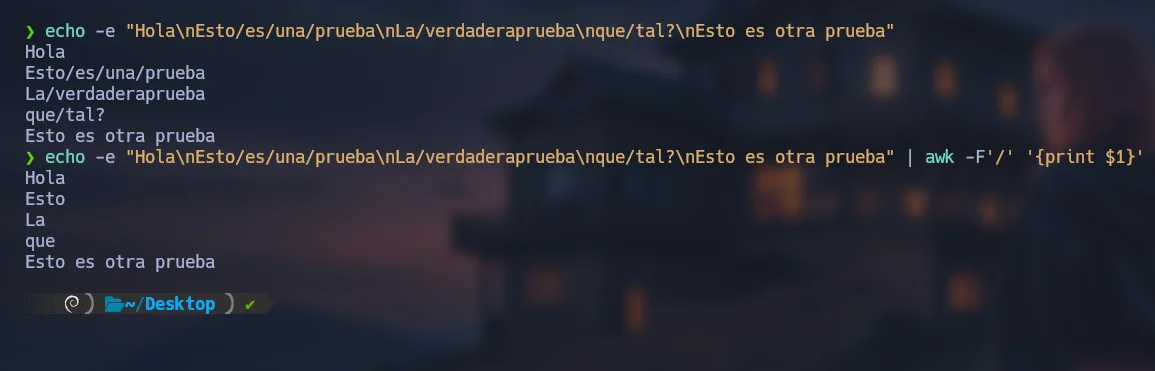 ❯ echo -e "Hola\nEsto/es/una/prueba\nLa/verdaderaprueba\nque/tal?\nEsto es otra prueba"
Hola
Esto/es/una/prueba
La/verdaderaprueba
que/tal?
Esto es otra prueba
❯ echo -e "Hola\nEsto/es/una/prueba\nLa/verdaderaprueba\nque/tal?\nEsto es otra prueba" | awk -F'/' '{print $1}'
Hola
Esto
La
que
Esto es otra prueba
) ~/Desktop ) ✔